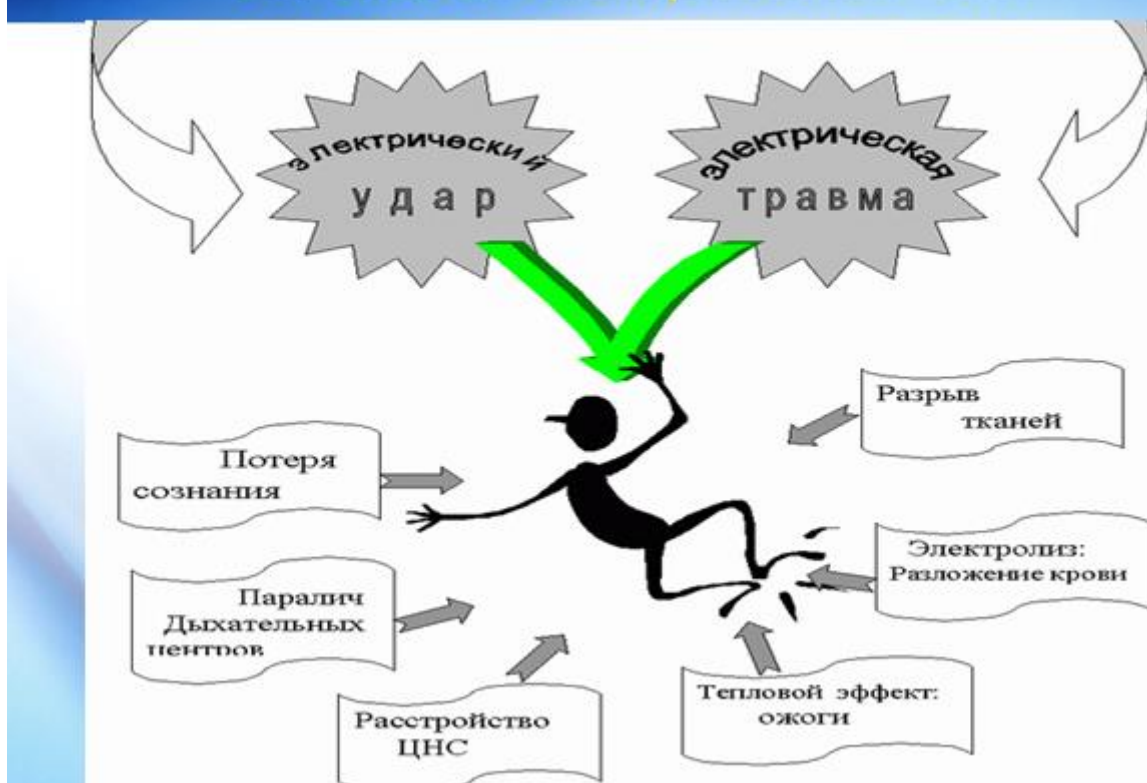 электрический
удар
электрическая
травма
Разрыв
тканей
Потеря
сознания
Электролиз:
Разложение крови
Паралич
Дыхательных
центров
Тепловой эффект:
ожоги
Расстройство
ЦНС